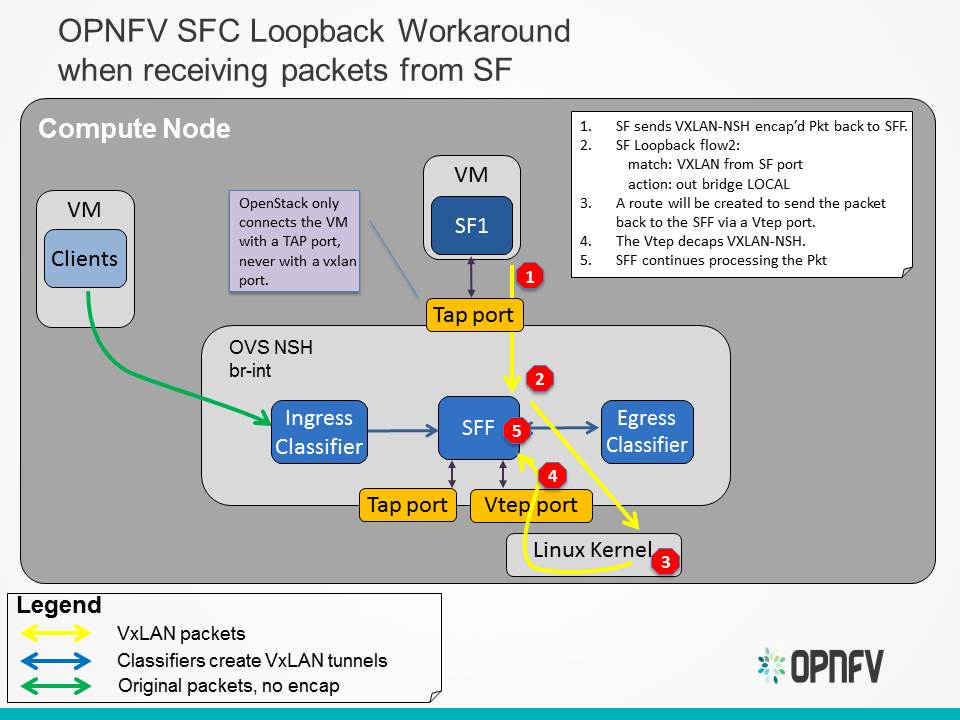 OPNFV SFC Loopback Workaround
when receiving packets from SF
Compute Node
1. SF sends VXLAN-NSH encap'd Pkt back to SFF.
2. SF Loopback flow2:
match: VXLAN from SF port
action: out bridge LOCAL
3. A route will be created to send the packet
back to the SFF via a Vtep port.
4. The Vtep decaps VXLAN-NSH.
5. SFF continues processing the Pkt
VM
Clients
OpenStack only
connects the VM
with a TAP port,
never with a vxlan
port.
VM
SF1
1
Tap port
OVS NSH
br-int
2
Ingress
Classifier
SFF
5
Egress
Classifier
4
Tap port
Vtep port
Linux Kernel
3
Legend
VxLAN packets
Classifiers create VxLAN tunnels
Original packets, no encap
OPNFV